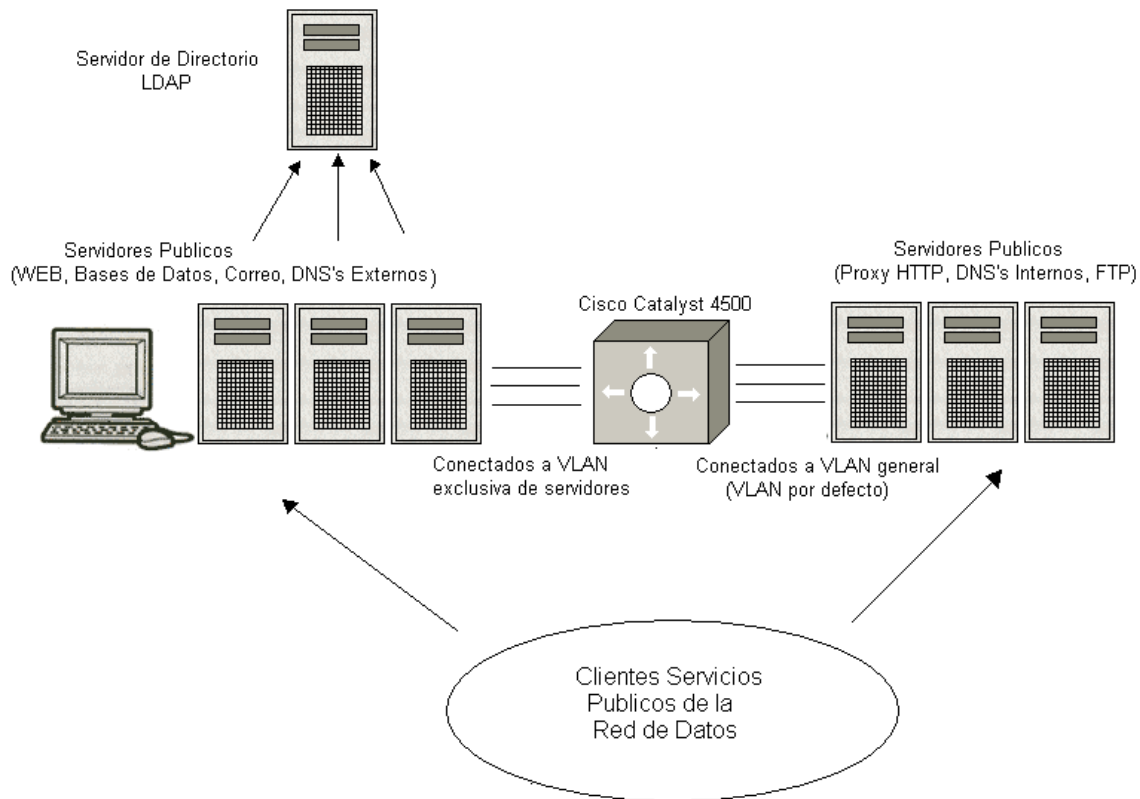 Servidor de Directorio
LDAP
Servidores Publicos
(WEB, Bases de Datos, Correo, DNS's Externos)
Servidores Publicos
(Proxy HTTP, DNS's Internos, FTP)
Cisco Catalyst 4500
Conectados a VLAN
exclusiva de servidores
Conectados a VLAN general
(VLAN por defecto)
Clientes Servicios
Publicos de la
Red de Datos